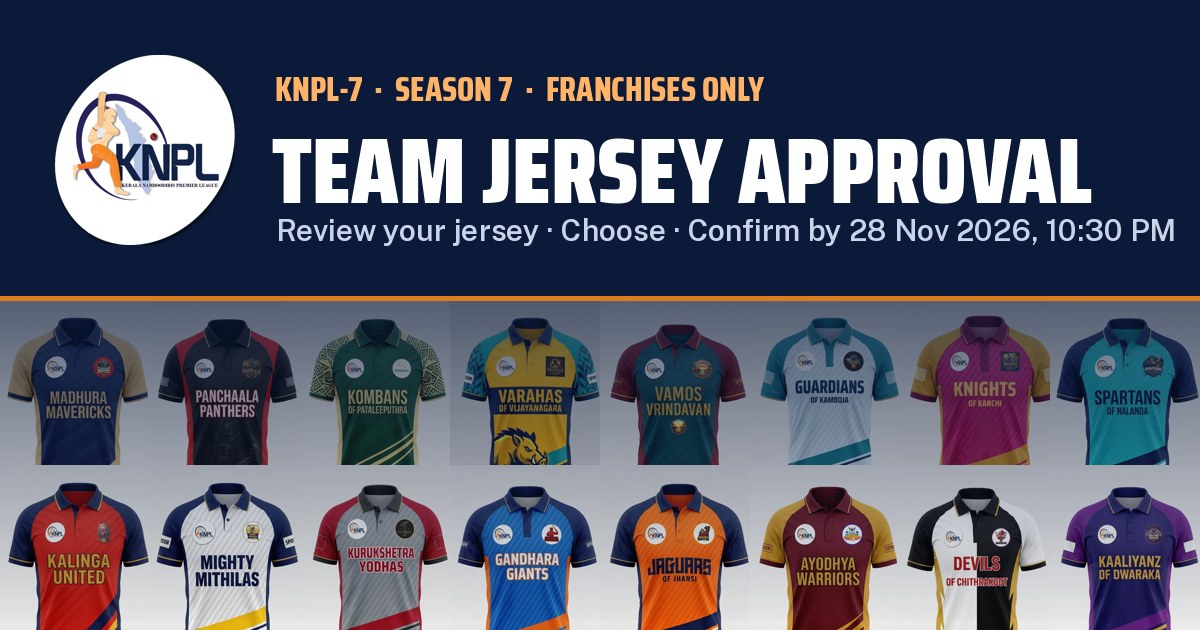 KNPL-7 · SEASON 7 · FRANCHISES ONLY
TEAM JERSEY APPROVAL
Review your jersey · Choose · Confirm by 28 Nov 2026, 10:30 PM
KNPL
KERALA NAMBOODIRIS PREMIER LEAGUE
MADHURA
MAVERICKS
PANCHAALA
PANTHERS
KOMBANS
OF PATALEEPUTHRA
VARAHAS
OF VIJAYANAGARA
VAMOS
VRINDAVAN
GUARDIANS
OF KAMBOJA
KNIGHTS
OF KANCHI
SPARTANS
OF NALANDA
KALINGA
UNITED
MIGHTY
MITHILAS
KURUKSHETRA
YODHAS
GANDHARA
GIANTS
JAGUARS
OF JHANSI
AYODHYA
WARRIORS
DEVILS
OF CHITHRAKOOT
KAALIYANZ
OF DWARAKA